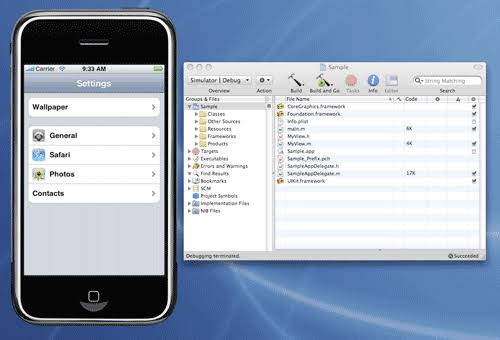 Carrier
9:33 AM
Settings
Wallpaper
General
Safari
Photos
Contacts
Sample
Simulator | Debug
Overview
Action
Build
Build and Go
Tasks
Info
Editor
String Matching
Search
Groups & Files
File Name
Code
Sample
Classes
Other Sources
Resources
Frameworks
Products
Targets
Executables
Errors and Warnings
Find Results
Bookmarks
SCM
Project Symbols
Implementation Files
NIB Files
CoreGraphics.framework
Foundation.framework
Info.plist
main.m 6K
MyView.h
MyView.m 4K
Sample.app
Sample_Prefix.pch
SampleAppDelegate.h
SampleAppDelegate.m 17K
UIKit.framework
Debugging terminated.
Succeeded